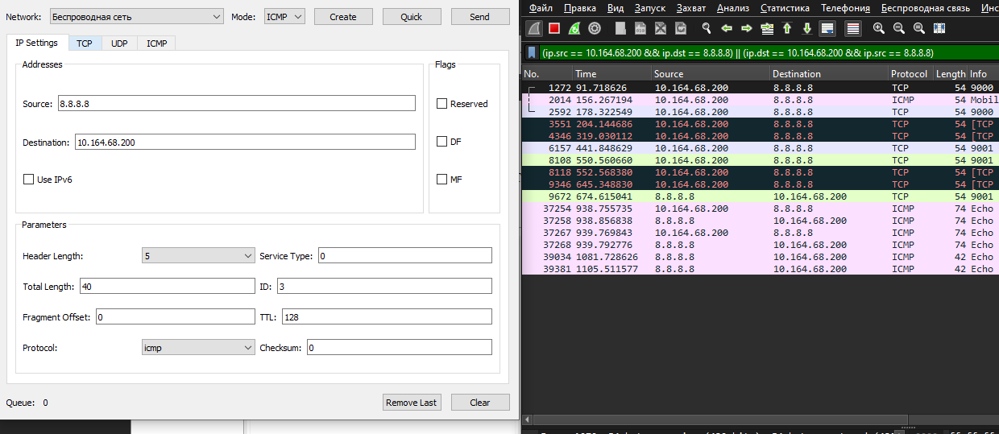 Network: Беспроводная сеть Mode: ICMP Create Quick Send
IP Settings TCP UDP ICMP
Addresses
Source: 8.8.8.8
Destination: 10.164.68.200
Use IPv6
Flags
Reserved
DF
MF
Parameters
Header Length: 5 Service Type: 0
Total Length: 40 ID: 3
Fragment Offset: 0 TTL: 128
Protocol: icmp Checksum: 0
Queue: 0 Remove Last Clear
Файл Правка Вид Запуск Захват Анализ Статистика Телефония Беспроводная связь Инс
(ip.src == 10.164.68.200 && ip.dst == 8.8.8.8) || (ip.dst == 10.164.68.200 && ip.src == 8.8.8.8)
No. Time Source Destination Protocol Length Info
1272 91.718626 10.164.68.200 8.8.8.8 TCP 54 9000
2014 156.267194 10.164.68.200 8.8.8.8 ICMP 54 Mobil
2592 178.322549 10.164.68.200 8.8.8.8 TCP 54 9000
3551 204.144686 10.164.68.200 8.8.8.8 TCP 54 [TCP
4346 319.030112 10.164.68.200 8.8.8.8 TCP 54 [TCP
6157 441.848629 10.164.68.200 8.8.8.8 TCP 54 9001
8108 550.560660 10.164.68.200 8.8.8.8 TCP 54 9001
8118 552.568380 10.164.68.200 8.8.8.8 TCP 54 [TCP
9346 645.348830 10.164.68.200 8.8.8.8 TCP 54 [TCP
9672 674.615041 8.8.8.8 10.164.68.200 TCP 54 9001
37254 938.755735 10.164.68.200 8.8.8.8 ICMP 74 Echo
37258 938.856838 8.8.8.8 10.164.68.200 ICMP 74 Echo
37267 939.769843 10.164.68.200 8.8.8.8 ICMP 74 Echo
37268 939.792776 8.8.8.8 10.164.68.200 ICMP 74 Echo
39034 1081.728626 8.8.8.8 10.164.68.200 ICMP 42 Echo
39381 1105.511577 8.8.8.8 10.164.68.200 ICMP 42 Echo